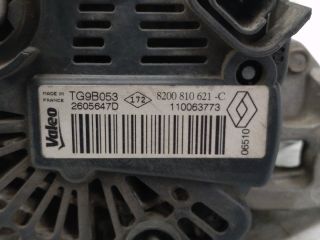 MADE IN
FRANCE
Valeo
TG9B053
2605647D
172
8200 810 621 -C
110063773
06510